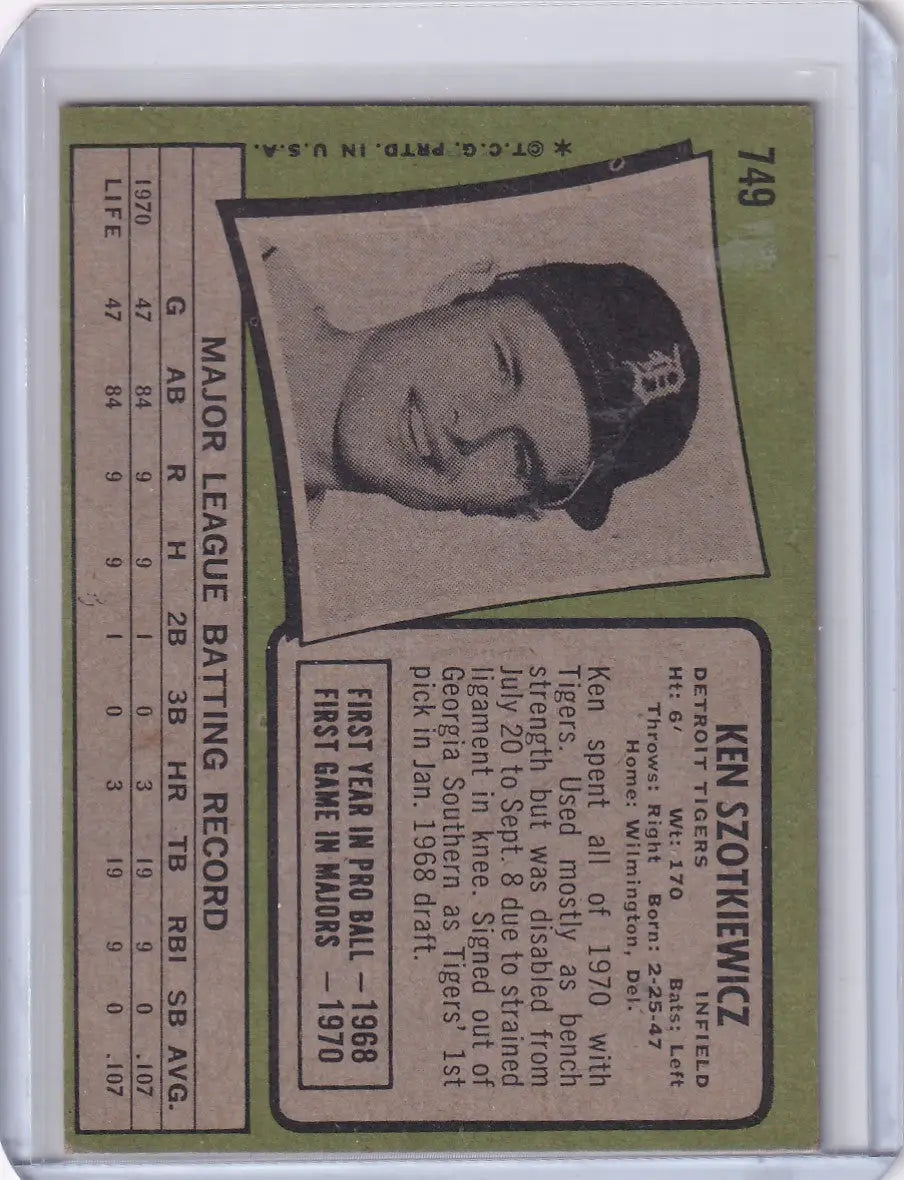 749
* ©T.C.G. PRTD. IN U.S.A.
B
KEN SZOTKIEWICZ
DETROIT TIGERS INFIELD
Ht: 6' Wt: 170 Bats: Left
Throws: Right Born: 2-25-47
Home: Wilmington, Del.
Ken spent all of 1970 with
Tigers. Used mostly as bench
strength but was disabled from
July 20 to Sept. 8 due to strained
ligament in knee. Signed out of
Georgia Southern as Tigers' 1st
pick in Jan. 1968 draft.
FIRST YEAR IN PRO BALL — 1968
FIRST GAME IN MAJORS — 1970
MAJOR LEAGUE BATTING RECORD
G AB R H 2B 3B HR TB RBI SB AVG.
1970 47 84 9 9 1 0 3 19 9 0 .107
LIFE 47 84 9 9 1 0 3 19 9 0 .107